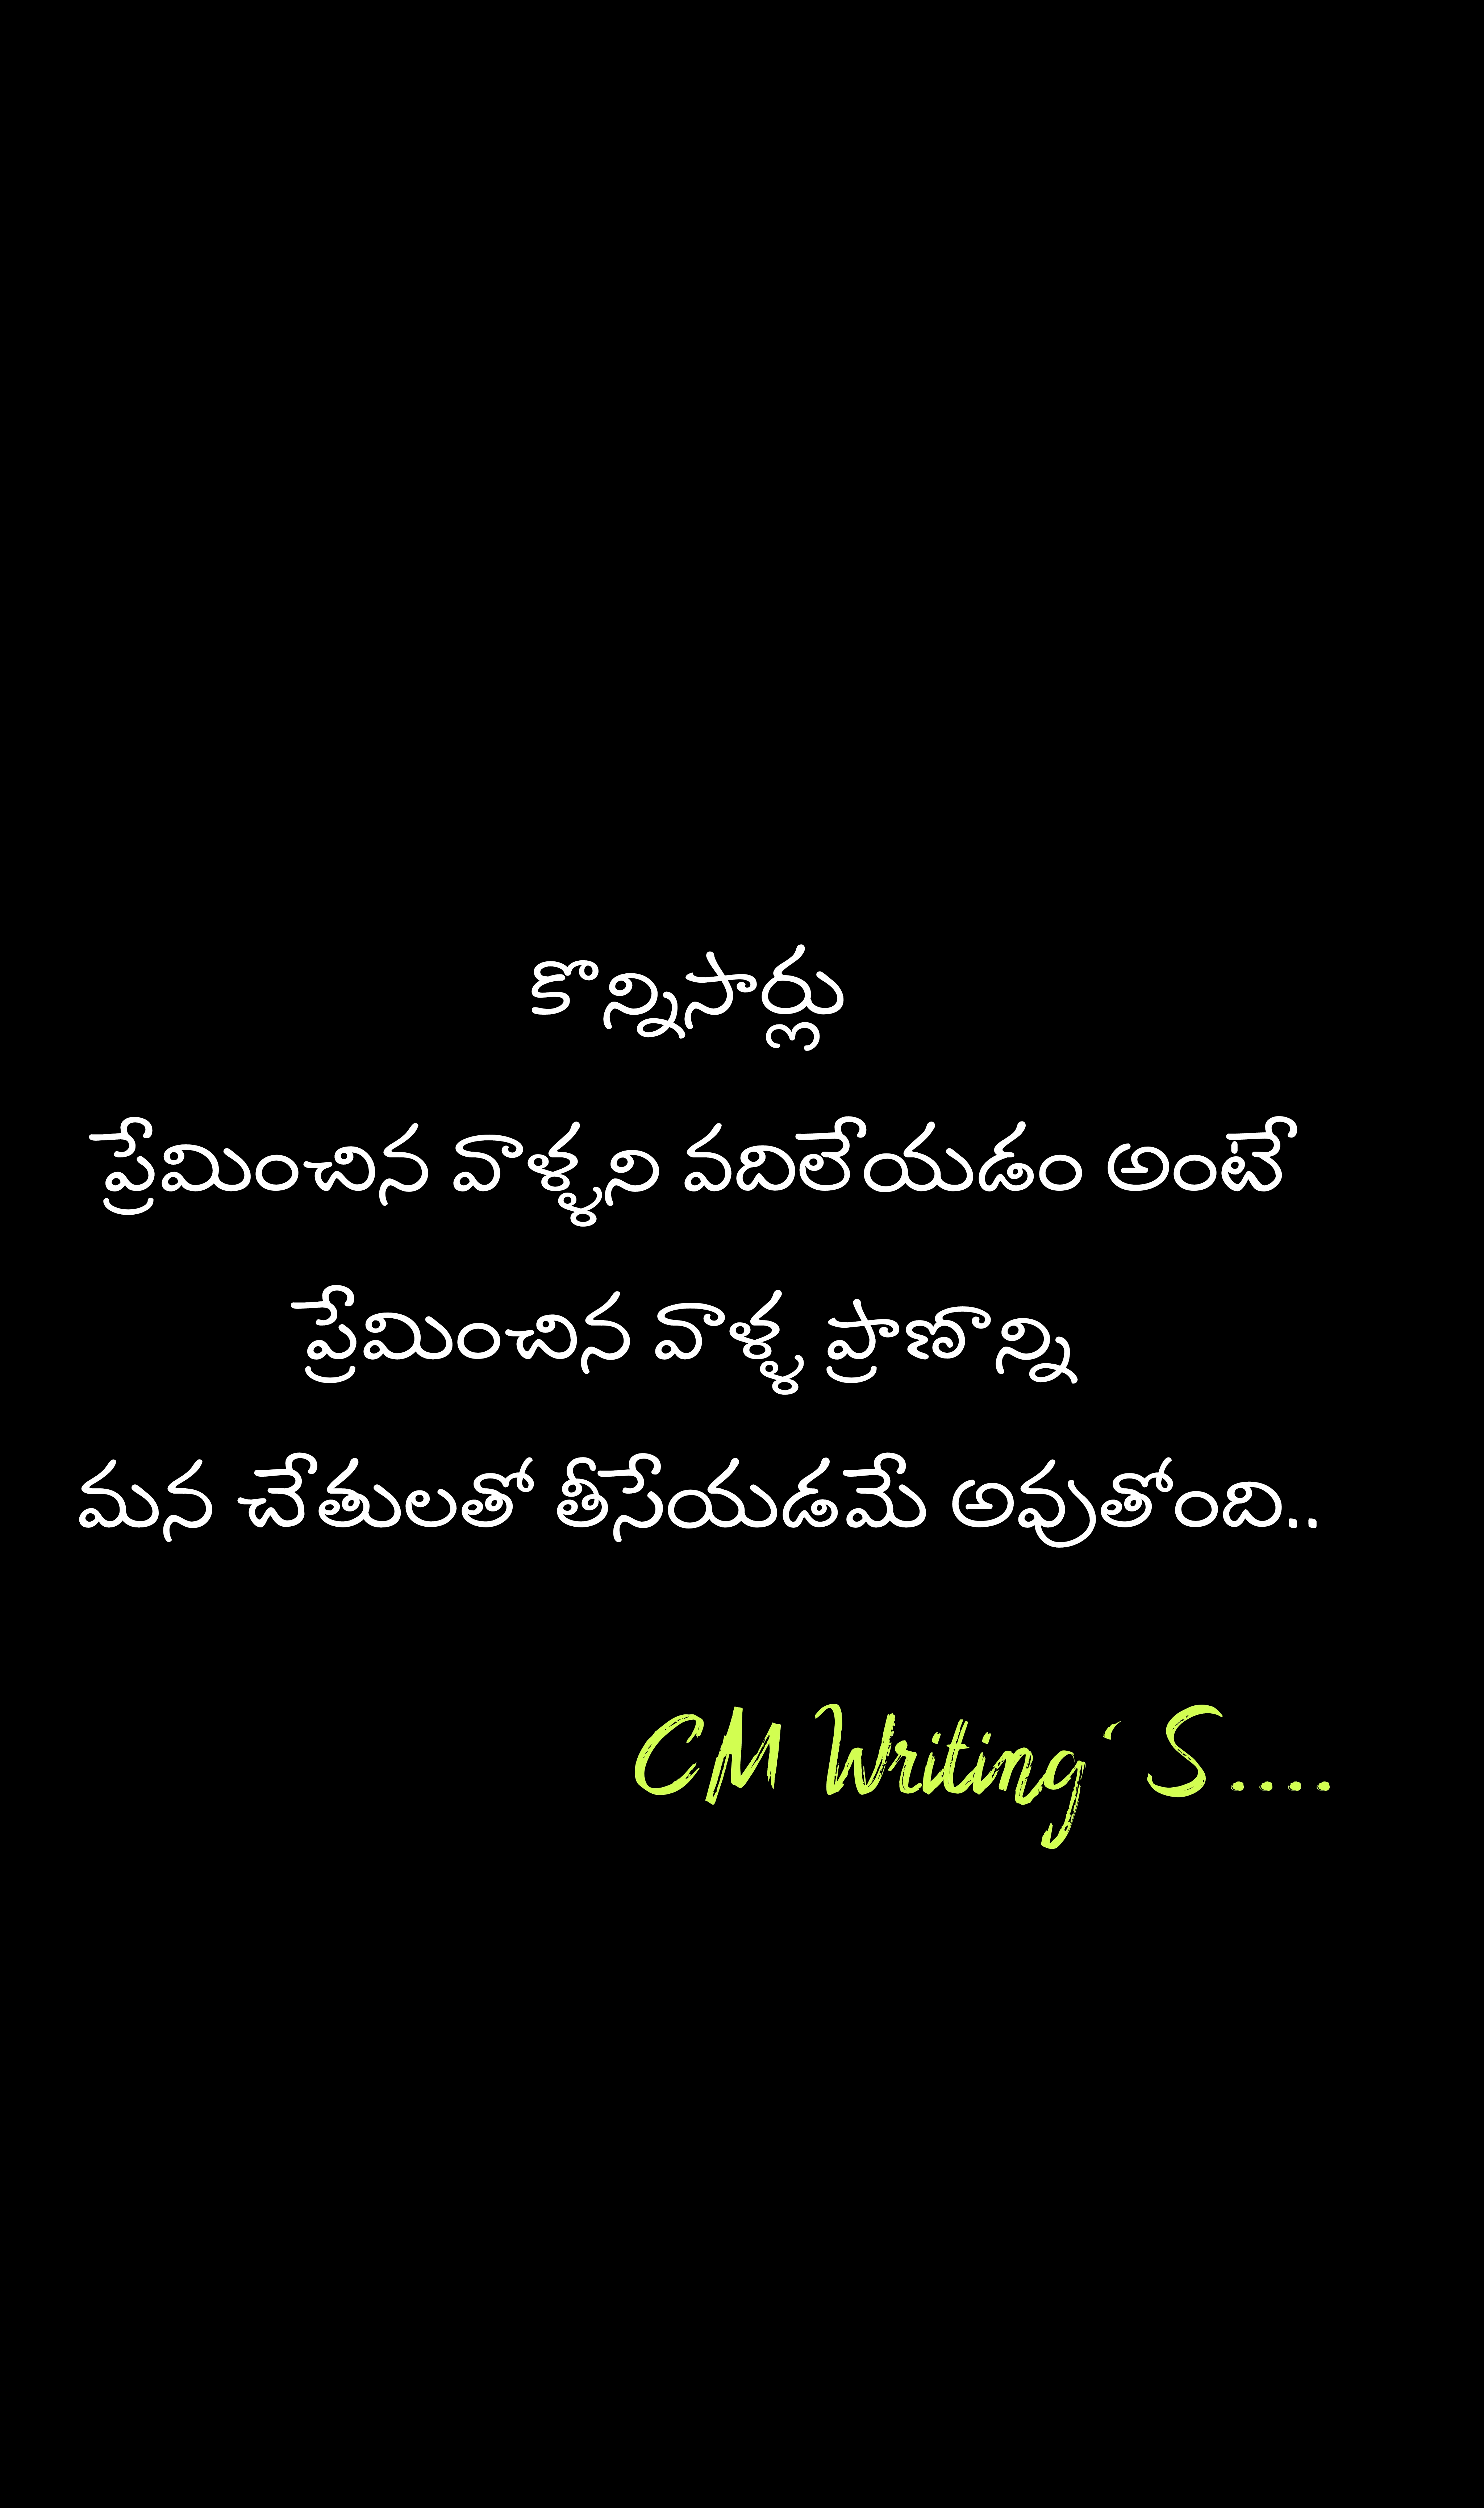 కొన్నిసార్లు
ప్రేమించిన వాళ్ళని వదిలేయడం అంటే
ప్రేమించిన వాళ్ళ ప్రాణాన్ని
మన చేతులతో తీసేయడమే అవ్వుతోంది..
CM Writing's S....